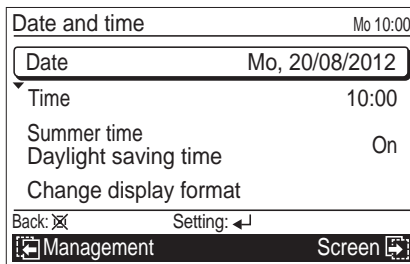 Date and time Mo 10:00
Date Mo, 20/08/2012
Time 10:00
Summer time
Daylight saving time On
Change display format
Back: Setting:
Management Screen